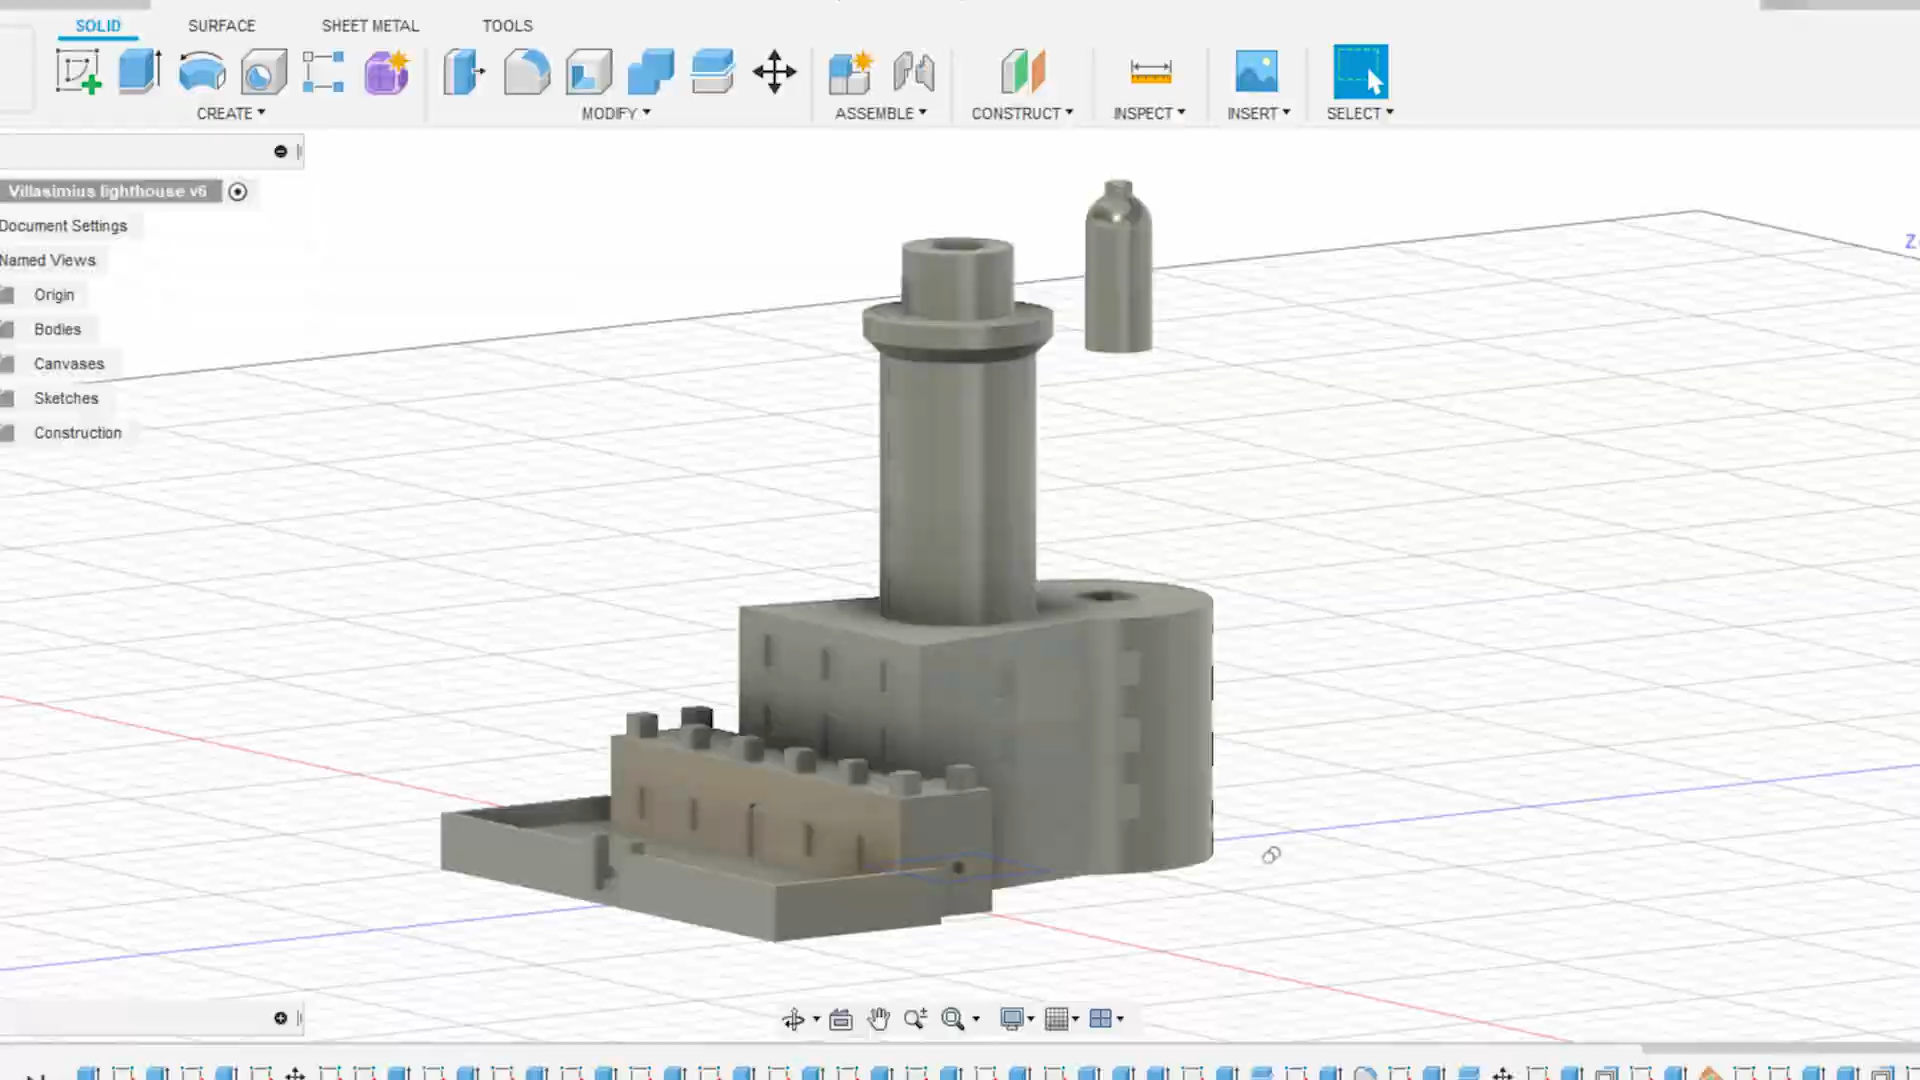 SOLID SURFACE SHEET METAL TOOLS
CREATE MODIFY ASSEMBLE CONSTRUCT INSPECT INSERT SELECT
Villasimius lighthouse v6
Document Settings
Named Views
Origin
Bodies
Canvases
Sketches
Construction
Z